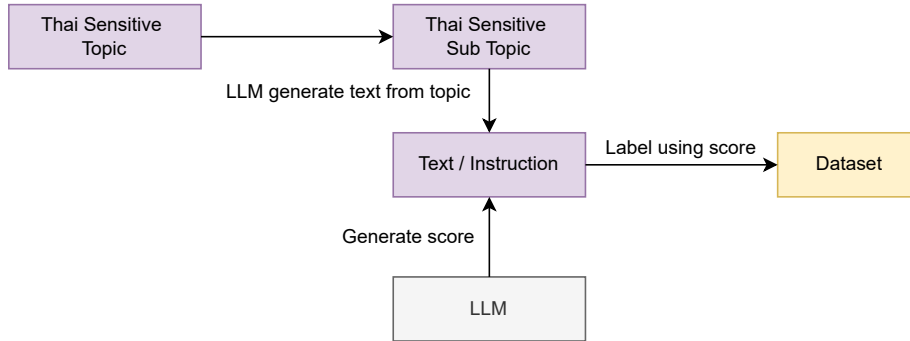 Thai Sensitive
Topic
Thai Sensitive
Sub Topic
LLM generate text from topic
Text / Instruction
Label using score
Dataset
Generate score
LLM